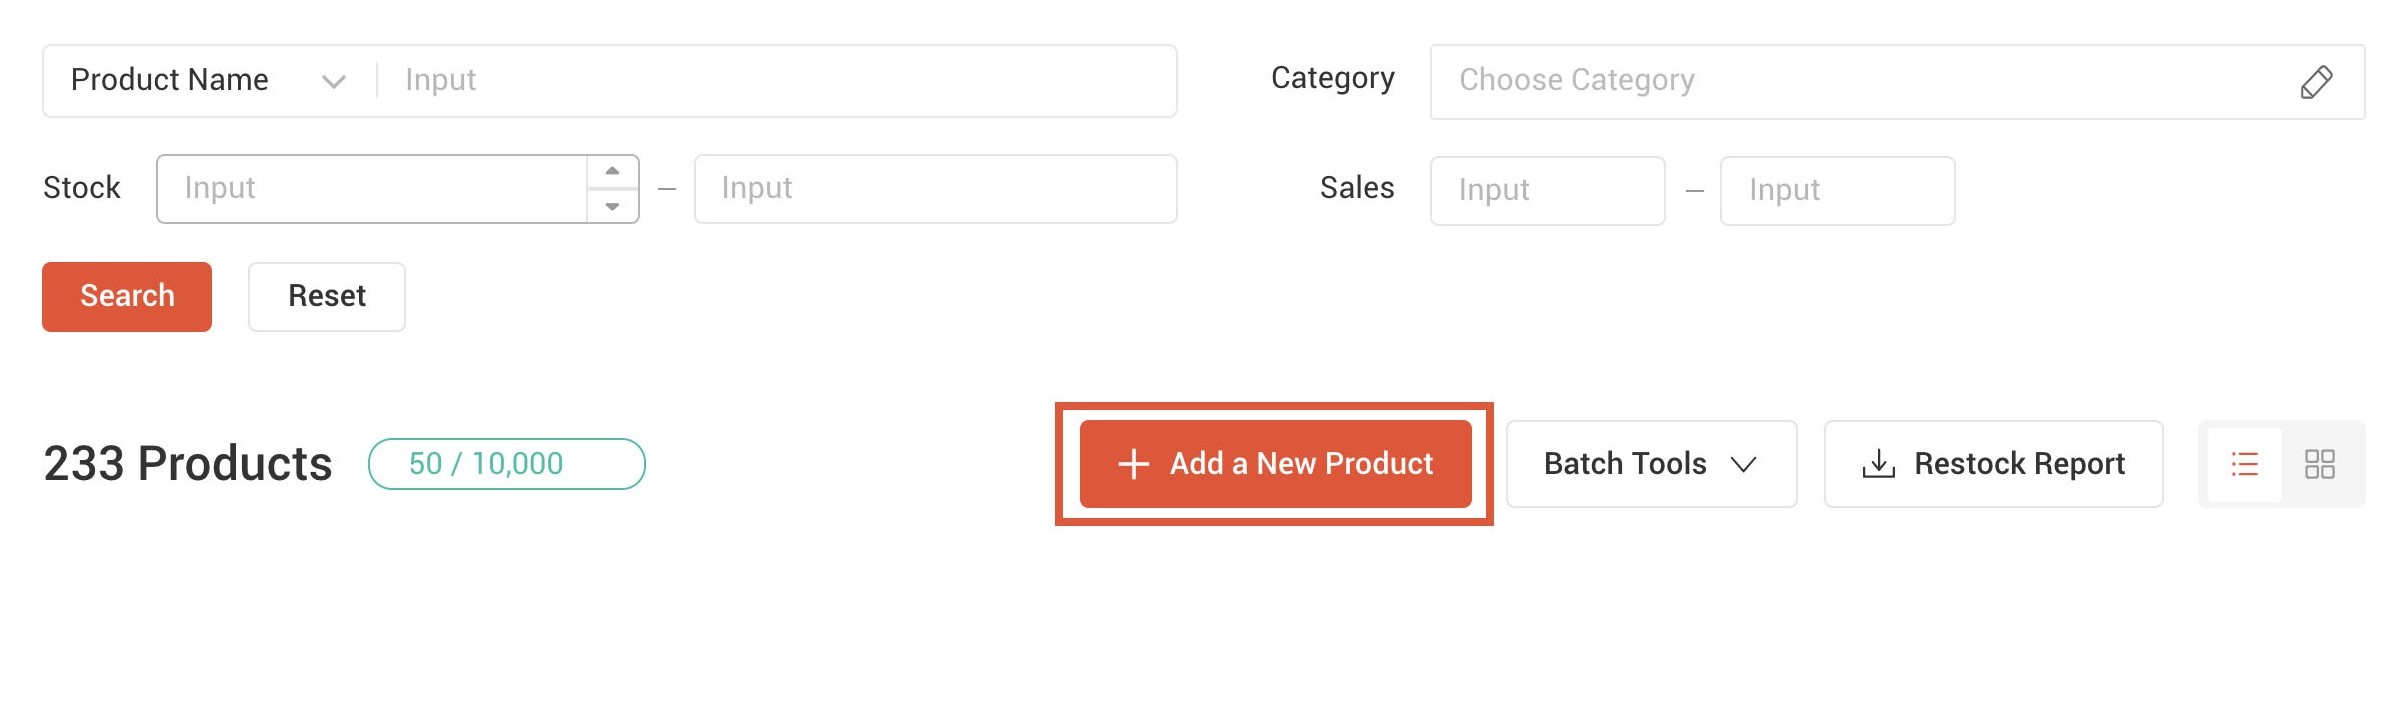 Product Name Input Category Choose Category
Stock Input – Input Sales Input – Input
Search Reset
233 Products 50 / 10,000 + Add a New Product Batch Tools Restock Report